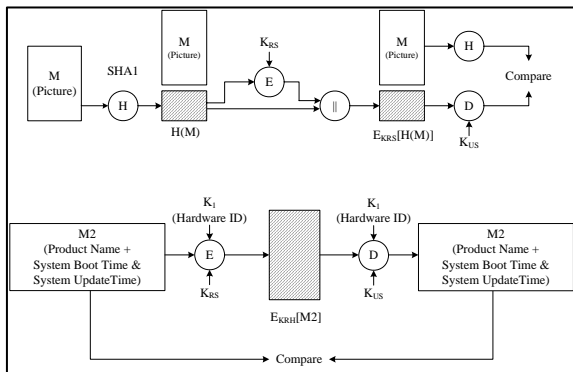 M
(Picture)
SHA1
H
H(M)
M
(Picture)
K_RS
E
||
M
(Picture)
H
Compare
E_KRS[H(M)]
D
K_US
M2
(Product Name +
System Boot Time &
System UpdateTime)
K_1
(Hardware ID)
E
K_RS
E_KRH[M2]
K_1
(Hardware ID)
D
K_US
M2
(Product Name +
System Boot Time &
System UpdateTime)
Compare